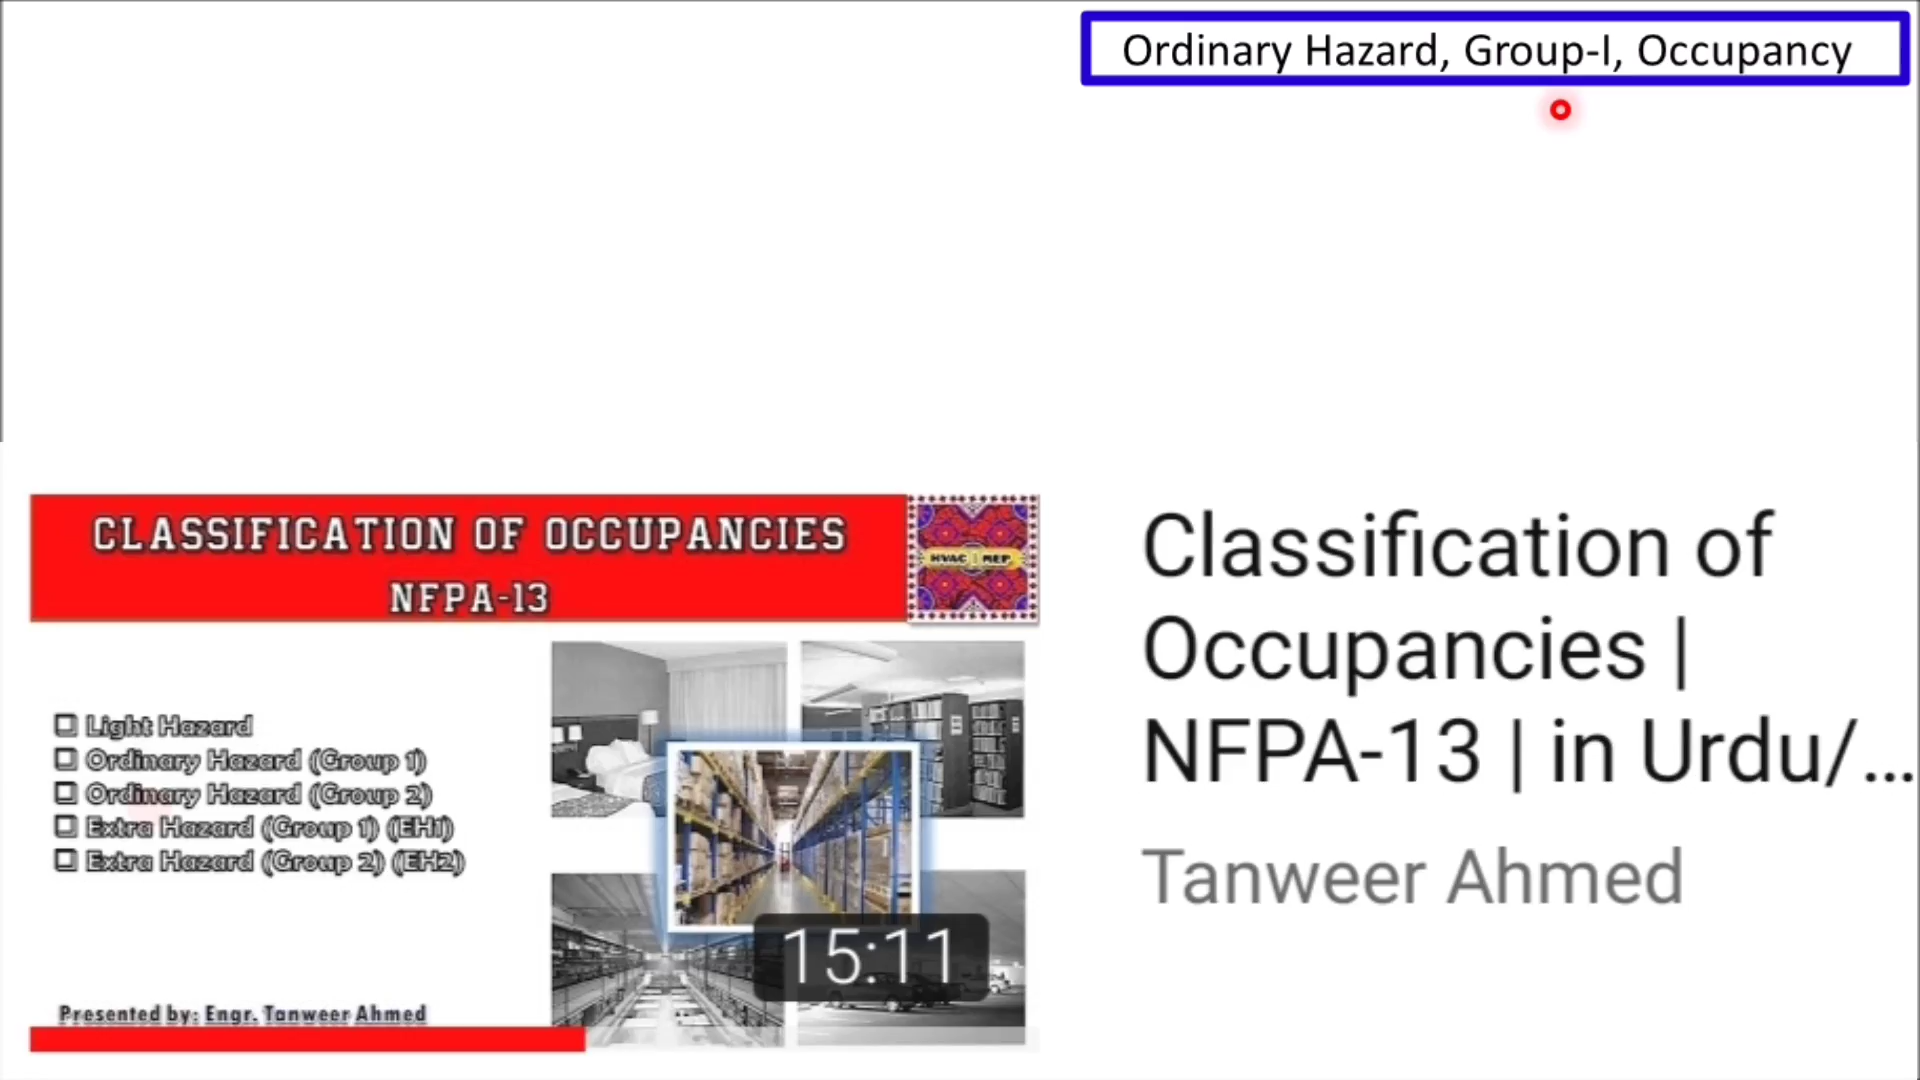 Ordinary Hazard, Group-I, Occupancy
CLASSIFICATION OF OCCUPANCIES
NFPA-13
HVAC MEP
Light Hazard
Ordinary Hazard (Group 1)
Ordinary Hazard (Group 2)
Extra Hazard (Group 1) (EH1)
Extra Hazard (Group 2) (EH2)
15:11
Presented by: Engr. Tanweer Ahmed
Classification of
Occupancies |
NFPA-13 | in Urdu/...
Tanweer Ahmed